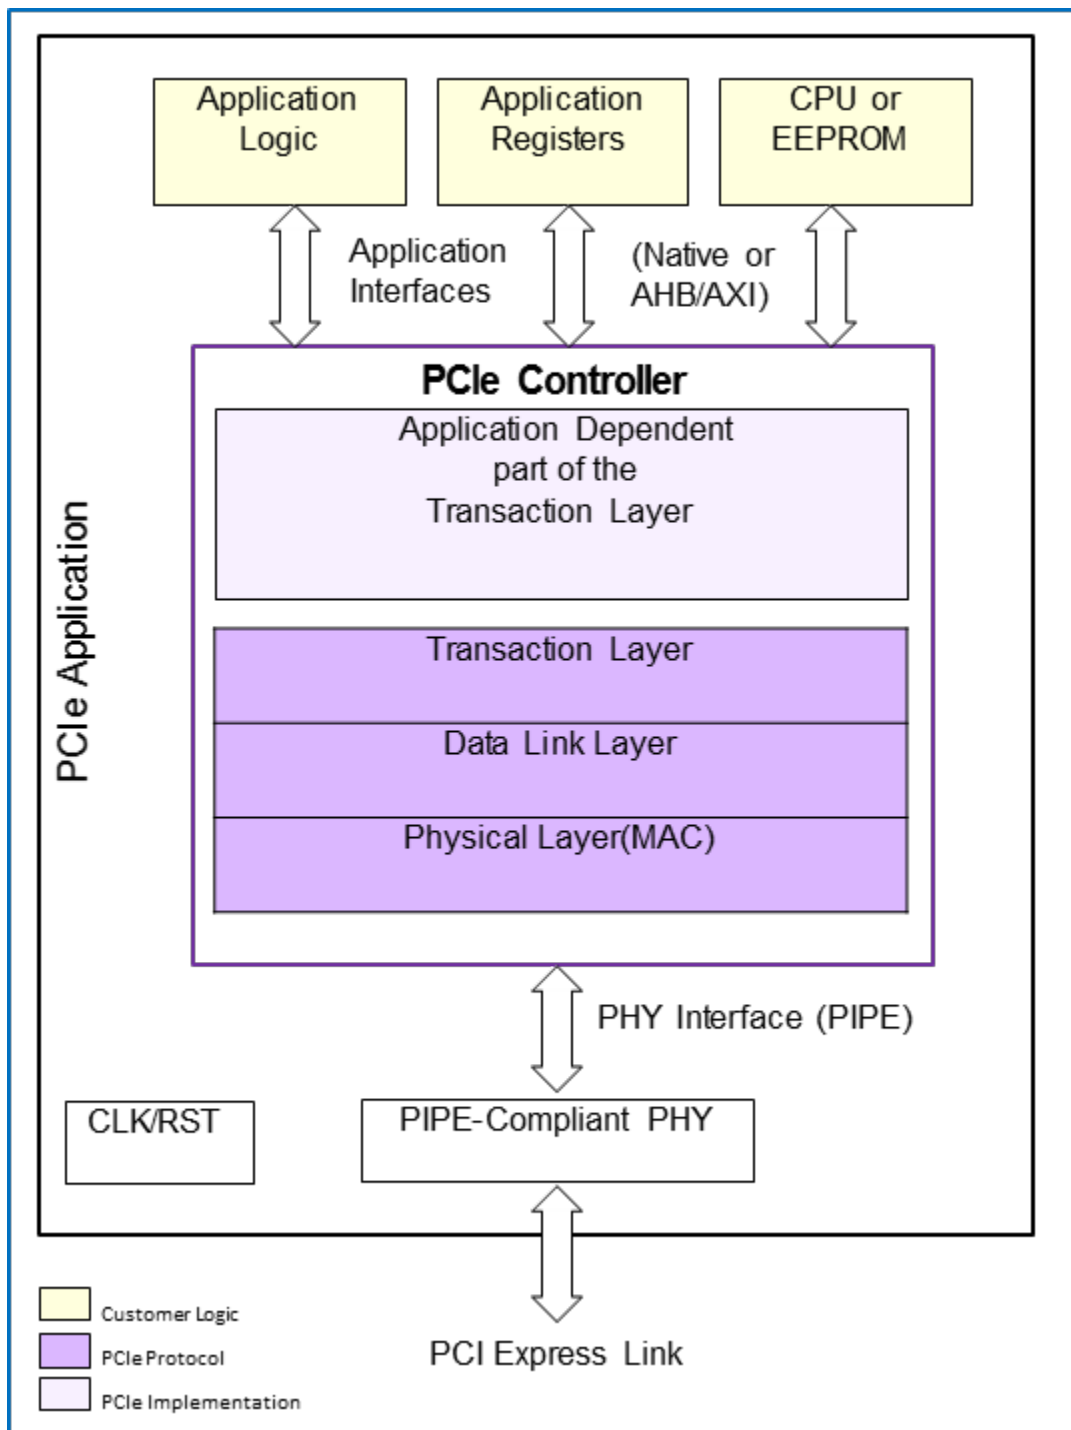 Application
Logic
Application
Registers
CPU or
EEPROM
Application
Interfaces
(Native or
AHB/AXI)
PCIe Controller
Application Dependent
part of the
Transaction Layer
Transaction Layer
Data Link Layer
Physical Layer(MAC)
PCIe Application
PHY Interface (PIPE)
CLK/RST
PIPE-Compliant PHY
PCI Express Link
Customer Logic
PCIe Protocol
PCIe Implementation